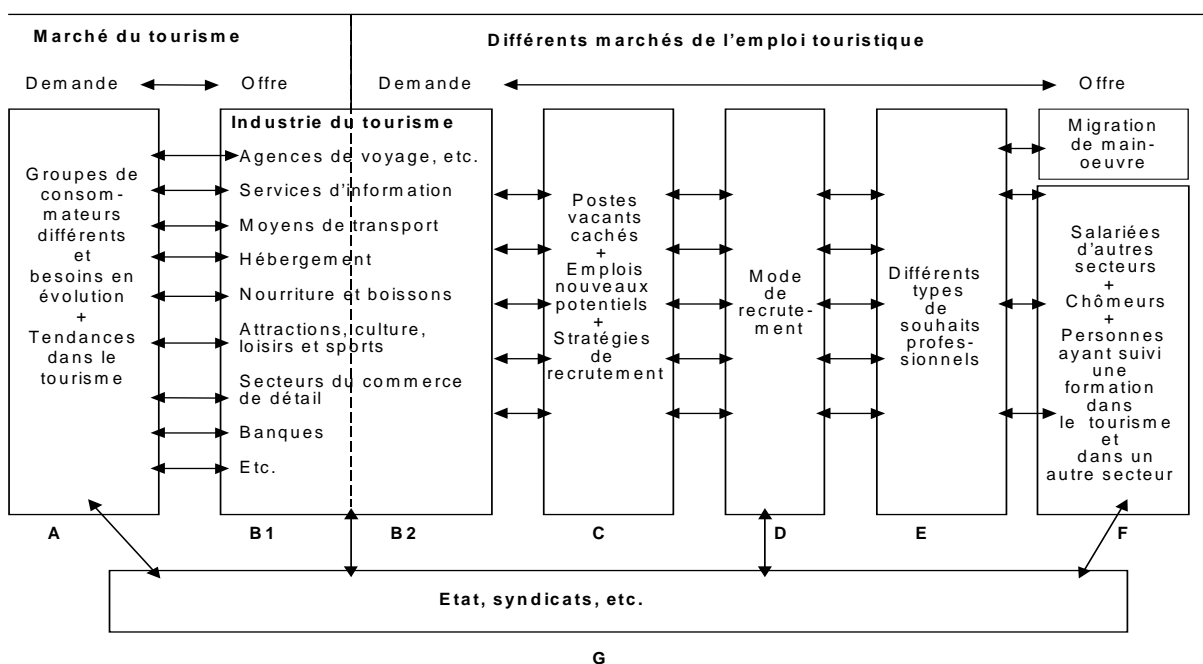 Marché du tourisme
Différents marchés de l'emploi touristique
Demande
Offre
Demande
Offre
Groupes de
consom-
mateurs
différents
et
besoins en
évolution
+
Tendances
dans le
tourisme
Industrie du tourisme
Agences de voyage, etc.
Services d'information
Moyens de transport
Hébergement
Nourriture et boissons
Attractions, culture,
loisirs et sports
Secteurs du commerce
de détail
Banques
Etc.
Postes
vacants
cachés
+
Emplois
nouveaux
potentiels
+
Stratégies
de
recrutement
Mode
de
recrute-
ment
Différents
types
de
souhaits
profes-
sionnels
Migration
de main-
oeuvre
Salariées
d'autres
secteurs
+
Chômeurs
+
Personnes
ayant suivi
une
formation
dans
le tourisme et
dans un
autre secteur
A
B1
B2
C
D
E
F
Etat, syndicats, etc.
G